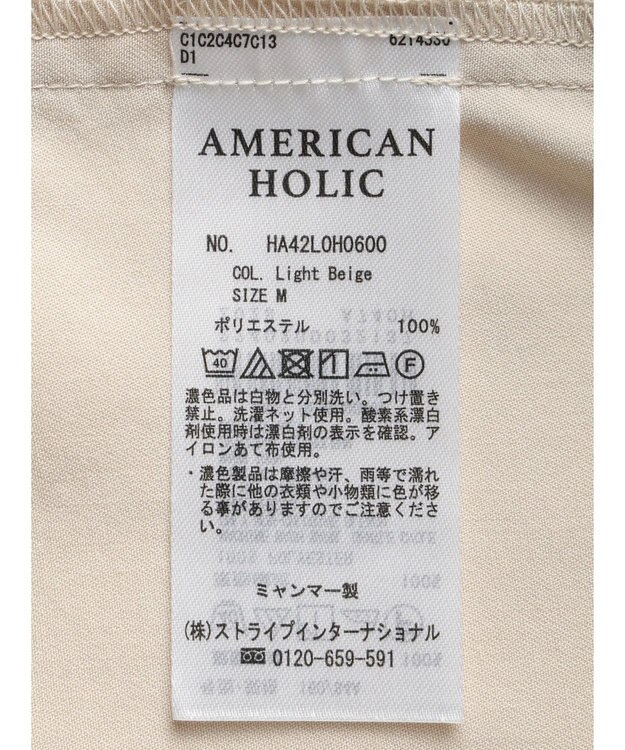 C1C2C4C7C13 6214330
D1
AMERICAN
HOLIC
NO. HA42L0H0600
COL. Light Beige
SIZE M
ポリエステル 100%
40 F
濃色品は白物と分別洗い。つけ置き
禁止。洗濯ネット使用。酸素系漂白
剤使用時は漂白剤の表示を確認。ア
イロンあて布使用。
・濃色製品は摩擦や汗、雨等で濡れ
た際に他の衣類や小物類に色が移
る事がありますのでご注意くださ
い。
ミャンマー製
(株)ストライプインターナショナル
0120-659-591